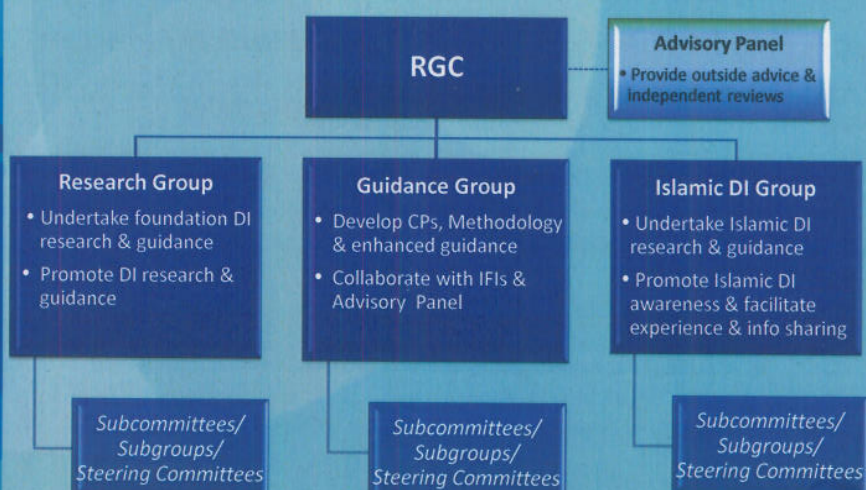 RGC
Advisory Panel
• Provide outside advice &
independent reviews
Research Group
• Undertake foundation DI
research & guidance
• Promote DI research &
guidance
Guidance Group
• Develop CPs, Methodology
& enhanced guidance
• Collaborate with IFIs &
Advisory Panel
Islamic DI Group
• Undertake Islamic DI
research & guidance
• Promote Islamic DI
awareness & facilitate
experience & info sharing
Subcommittees/
Subgroups/
Steering Committees
Subcommittees/
Subgroups/
Steering Committees
Subcommittees/
Subgroups/
Steering Committees